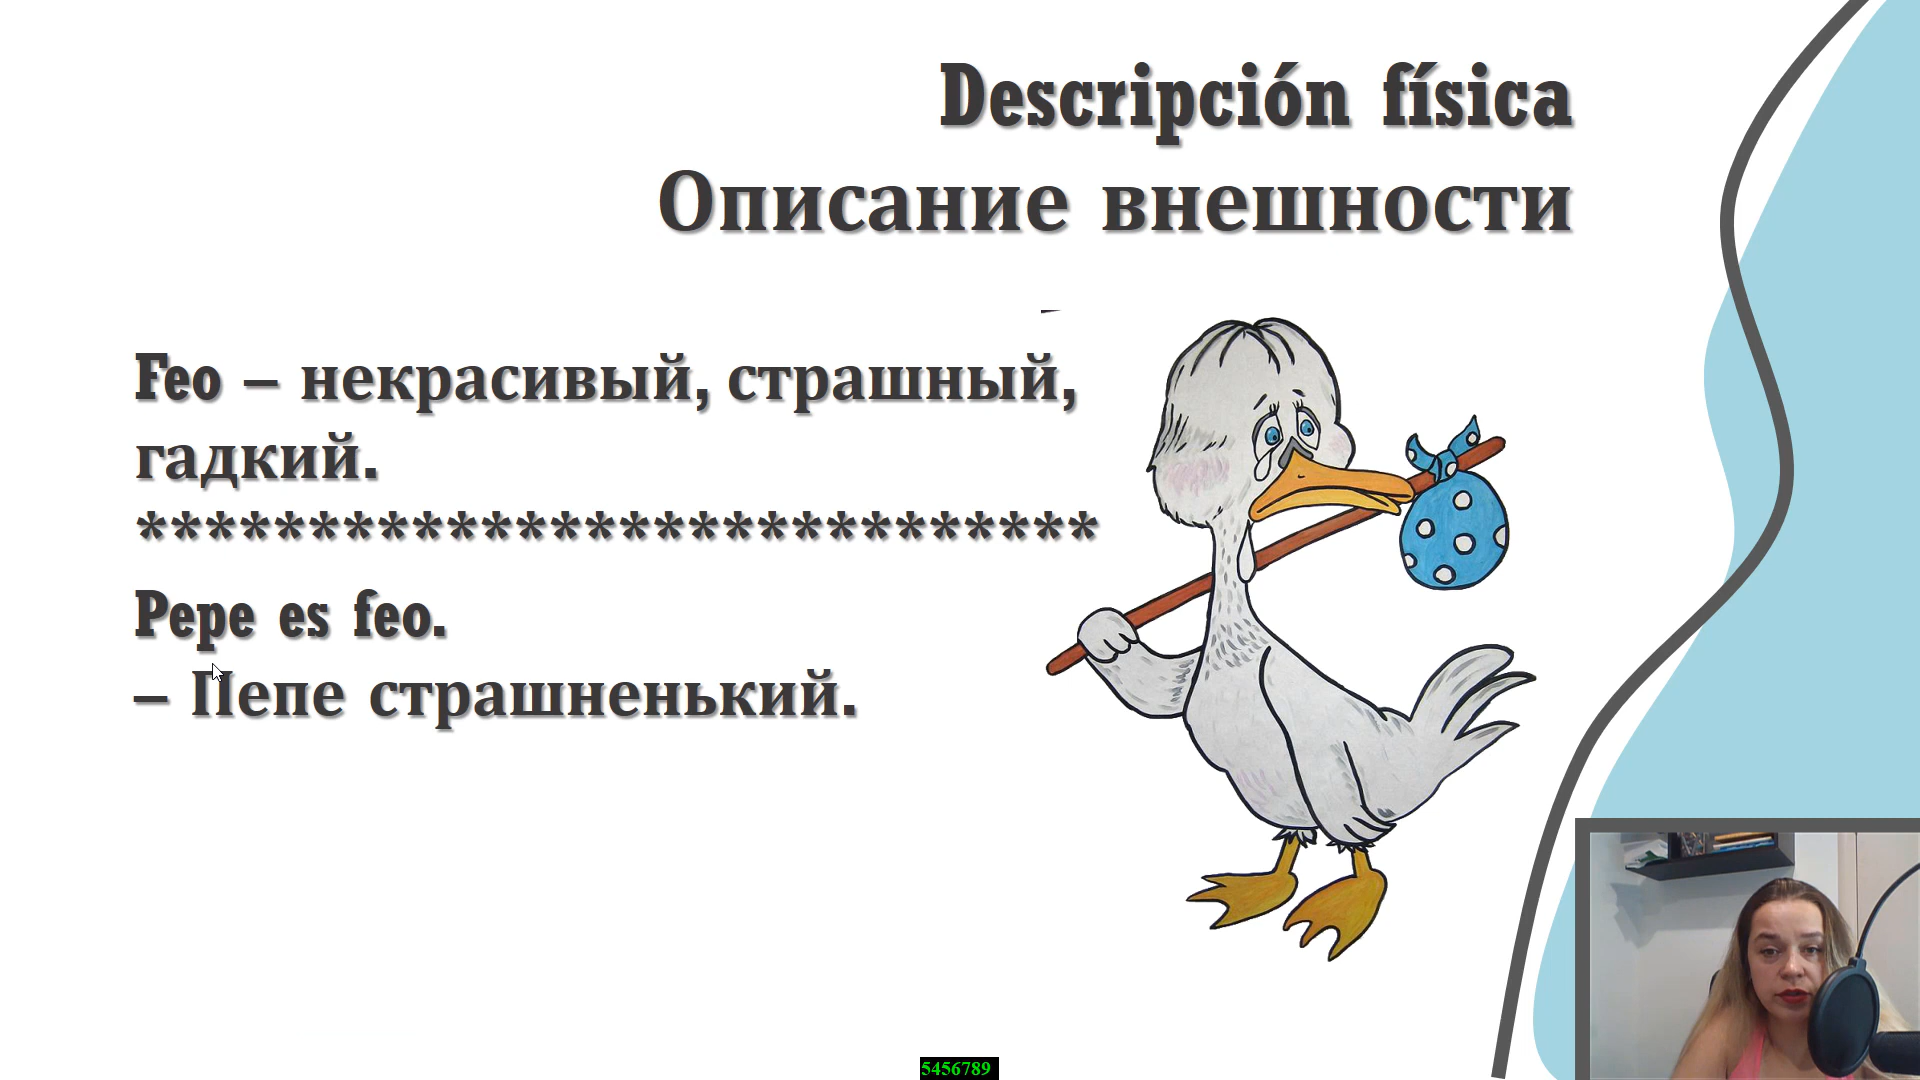 Descripción física
Описание внешности
Feo – некрасивый, страшный,
гадкий.
****************************
Pepe es feo.
– Пепе страшненький.
5456789